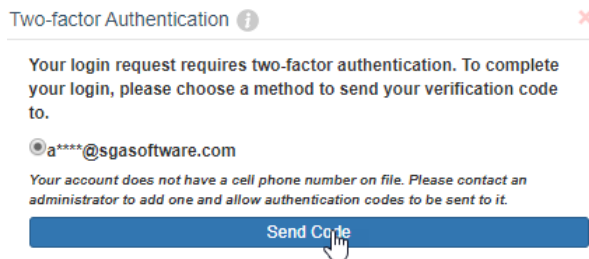 Two-factor Authentication
Your login request requires two-factor authentication. To complete
your login, please choose a method to send your verification code
to.
a****@sgasoftware.com
Your account does not have a cell phone number on file. Please contact an
administrator to add one and allow authentication codes to be sent to it.
Send Code